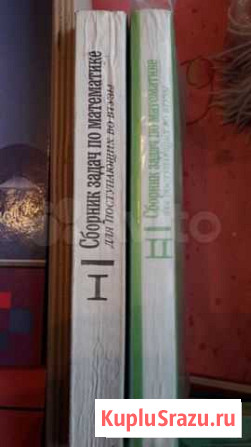 I
Сборник задач по математике
ДЛЯ ПОСТУПАЮЩИХ ВО ВТУЗЫ
II
Сборник задач по математике
KupluSrazu.ru